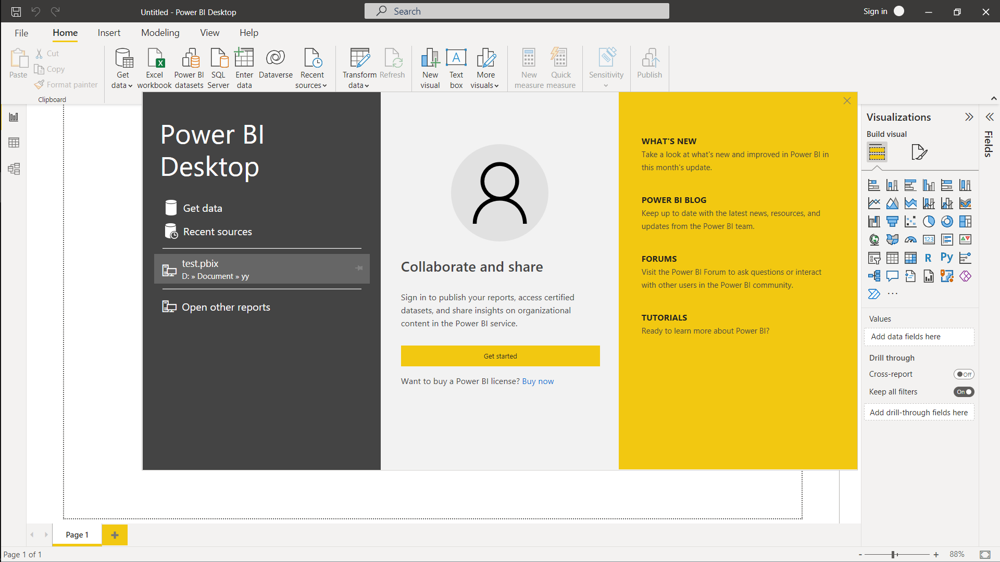 Untitled - Power BI Desktop
Search
Sign in
File
Home
Insert
Modeling
View
Help
Paste
Cut
Copy
Format painter
Clipboard
Get
data
Excel
workbook
Power BI
datasets
SQL
Server
Enter
data
Dataverse
Recent
sources
Transform
data
Refresh
New
visual
A
Text
box
More
visuals
New
measure
Quick
measure
Sensitivity
Publish
Power BI
Desktop
Get data
Recent sources
test.pbix
D: » Document » yy
Open other reports
Collaborate and share
Sign in to publish your reports, access certified
datasets, and share insights on organizational
content in the Power BI service.
Get started
Want to buy a Power BI license? Buy now
WHAT'S NEW
Take a look at what's new and improved in Power BI in
this month's update.
POWER BI BLOG
Keep up to date with the latest news, resources, and
updates from the Power BI team.
FORUMS
Visit the Power BI Forum to ask questions or interact
with other users in the Power BI community.
TUTORIALS
Ready to learn more about Power BI?
Visualizations
Build visual
123
R
Py
...
Values
Add data fields here
Drill through
Cross-report
Off
Keep all filters
On
Add drill-through fields here
Fields
Page 1
Page 1 of 1
- + 88%